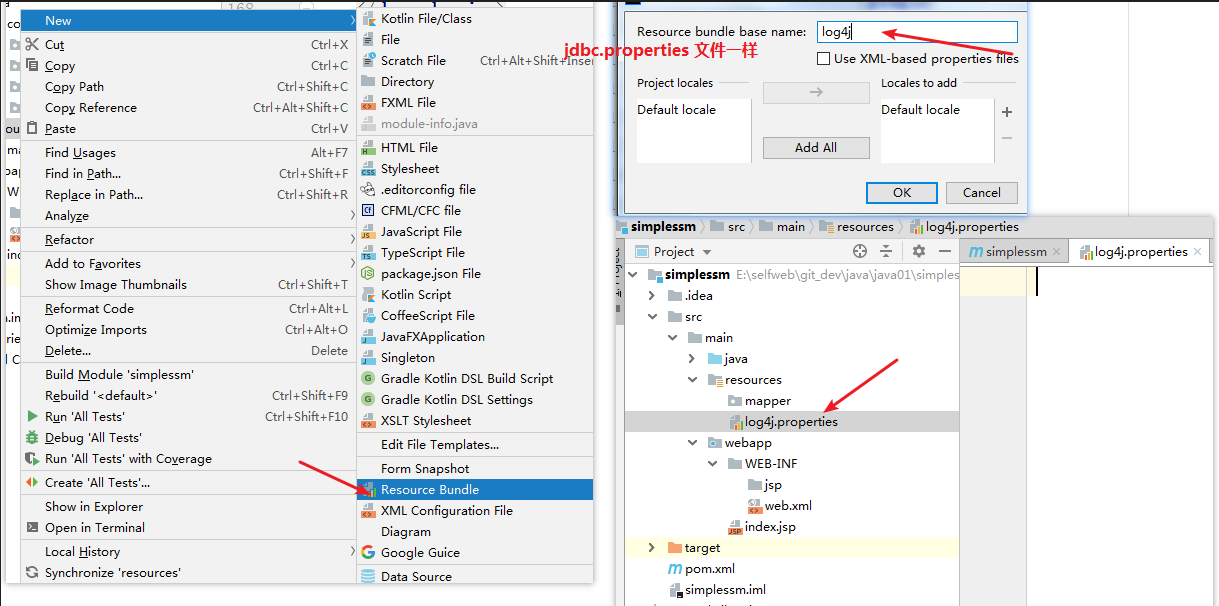 New
Cut Ctrl+X
Copy Ctrl+C
Copy Path Ctrl+Shift+C
Copy Reference Ctrl+Alt+Shift+C
Paste Ctrl+V
Find Usages Alt+F7
Find in Path... Ctrl+Shift+F
Replace in Path... Ctrl+Shift+R
Analyze
Refactor
Add to Favorites
Show Image Thumbnails Ctrl+Shift+T
Reformat Code Ctrl+Alt+L
Optimize Imports Ctrl+Alt+O
Delete... Delete
Build Module 'simplessm'
Rebuild '<default>' Ctrl+Shift+F9
Run 'All Tests' Ctrl+Shift+F10
Debug 'All Tests'
Run 'All Tests' with Coverage
Create 'All Tests'...
Show in Explorer
Open in Terminal
Local History
Synchronize 'resources'
Kotlin File/Class
File
Scratch File Ctrl+Alt+Shift+Inser
Directory
FXML File
module-info.java
HTML File
Stylesheet
.editorconfig file
CFML/CFC file
JavaScript File
TypeScript File
package.json File
Kotlin Script
CoffeeScript File
JavaFXApplication
Singleton
Gradle Kotlin DSL Build Script
Gradle Kotlin DSL Settings
XSLT Stylesheet
Edit File Templates...
Form Snapshot
Resource Bundle
XML Configuration File
Diagram
Google Guice
Data Source
jdbc.properties 文件一样
Resource bundle base name: log4j
Use XML-based properties files
Project locales Locales to add
Default locale Default locale
Add All
OK Cancel
simplessm src main resources log4j.properties
Project simplessm log4j.properties
simplessm E:\selfweb\git_dev\java\java01\simples
.idea
src
main
java
resources
mapper
log4j.properties
webapp
WEB-INF
jsp
web.xml
index.jsp
target
pom.xml
simplessm.iml